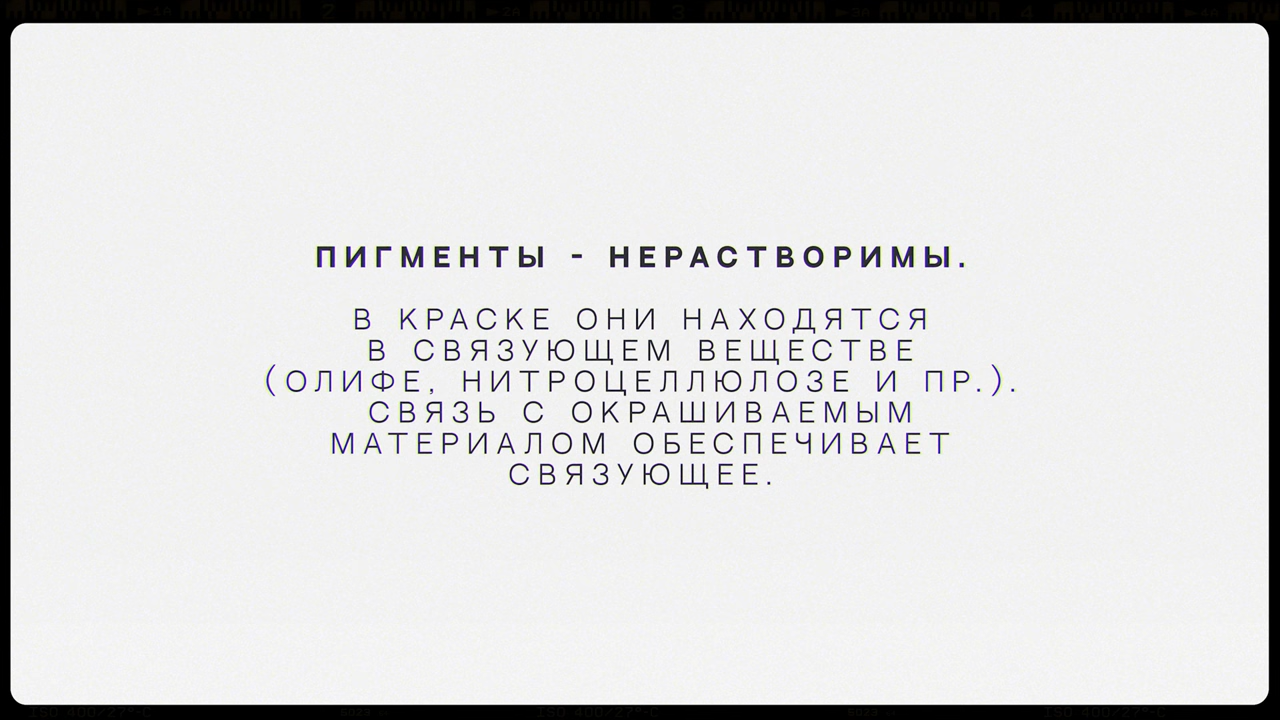 ПИГМЕНТЫ - НЕРАСТВОРИМЫ.
В КРАСКЕ ОНИ НАХОДЯТСЯ
В СВЯЗУЮЩЕМ ВЕЩЕСТВЕ
(ОЛИФЕ, НИТРОЦЕЛЛЮЛОЗЕ И ПР.).
СВЯЗЬ С ОКРАШИВАЕМЫМ
МАТЕРИАЛОМ ОБЕСПЕЧИВАЕТ
СВЯЗУЮЩЕЕ.